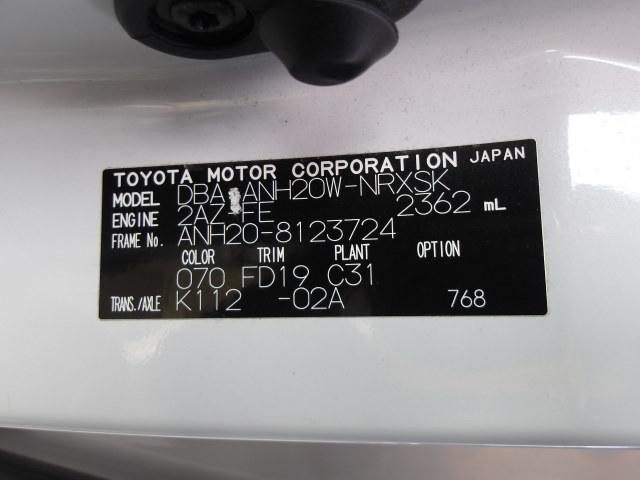 TOYOTA MOTOR CORPORATION JAPAN
MODEL DBA-ANH20W-NRXSK
ENGINE 2AZ-FE 2362 mL
FRAME No. ANH20-8123724
COLOR TRIM PLANT OPTION
070 FD19 C31
TRANS./AXLE K112 -02A 768